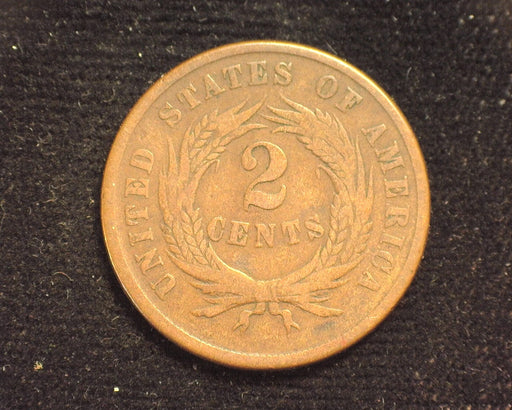 UNITED STATES OF AMERICA
2
CENTS